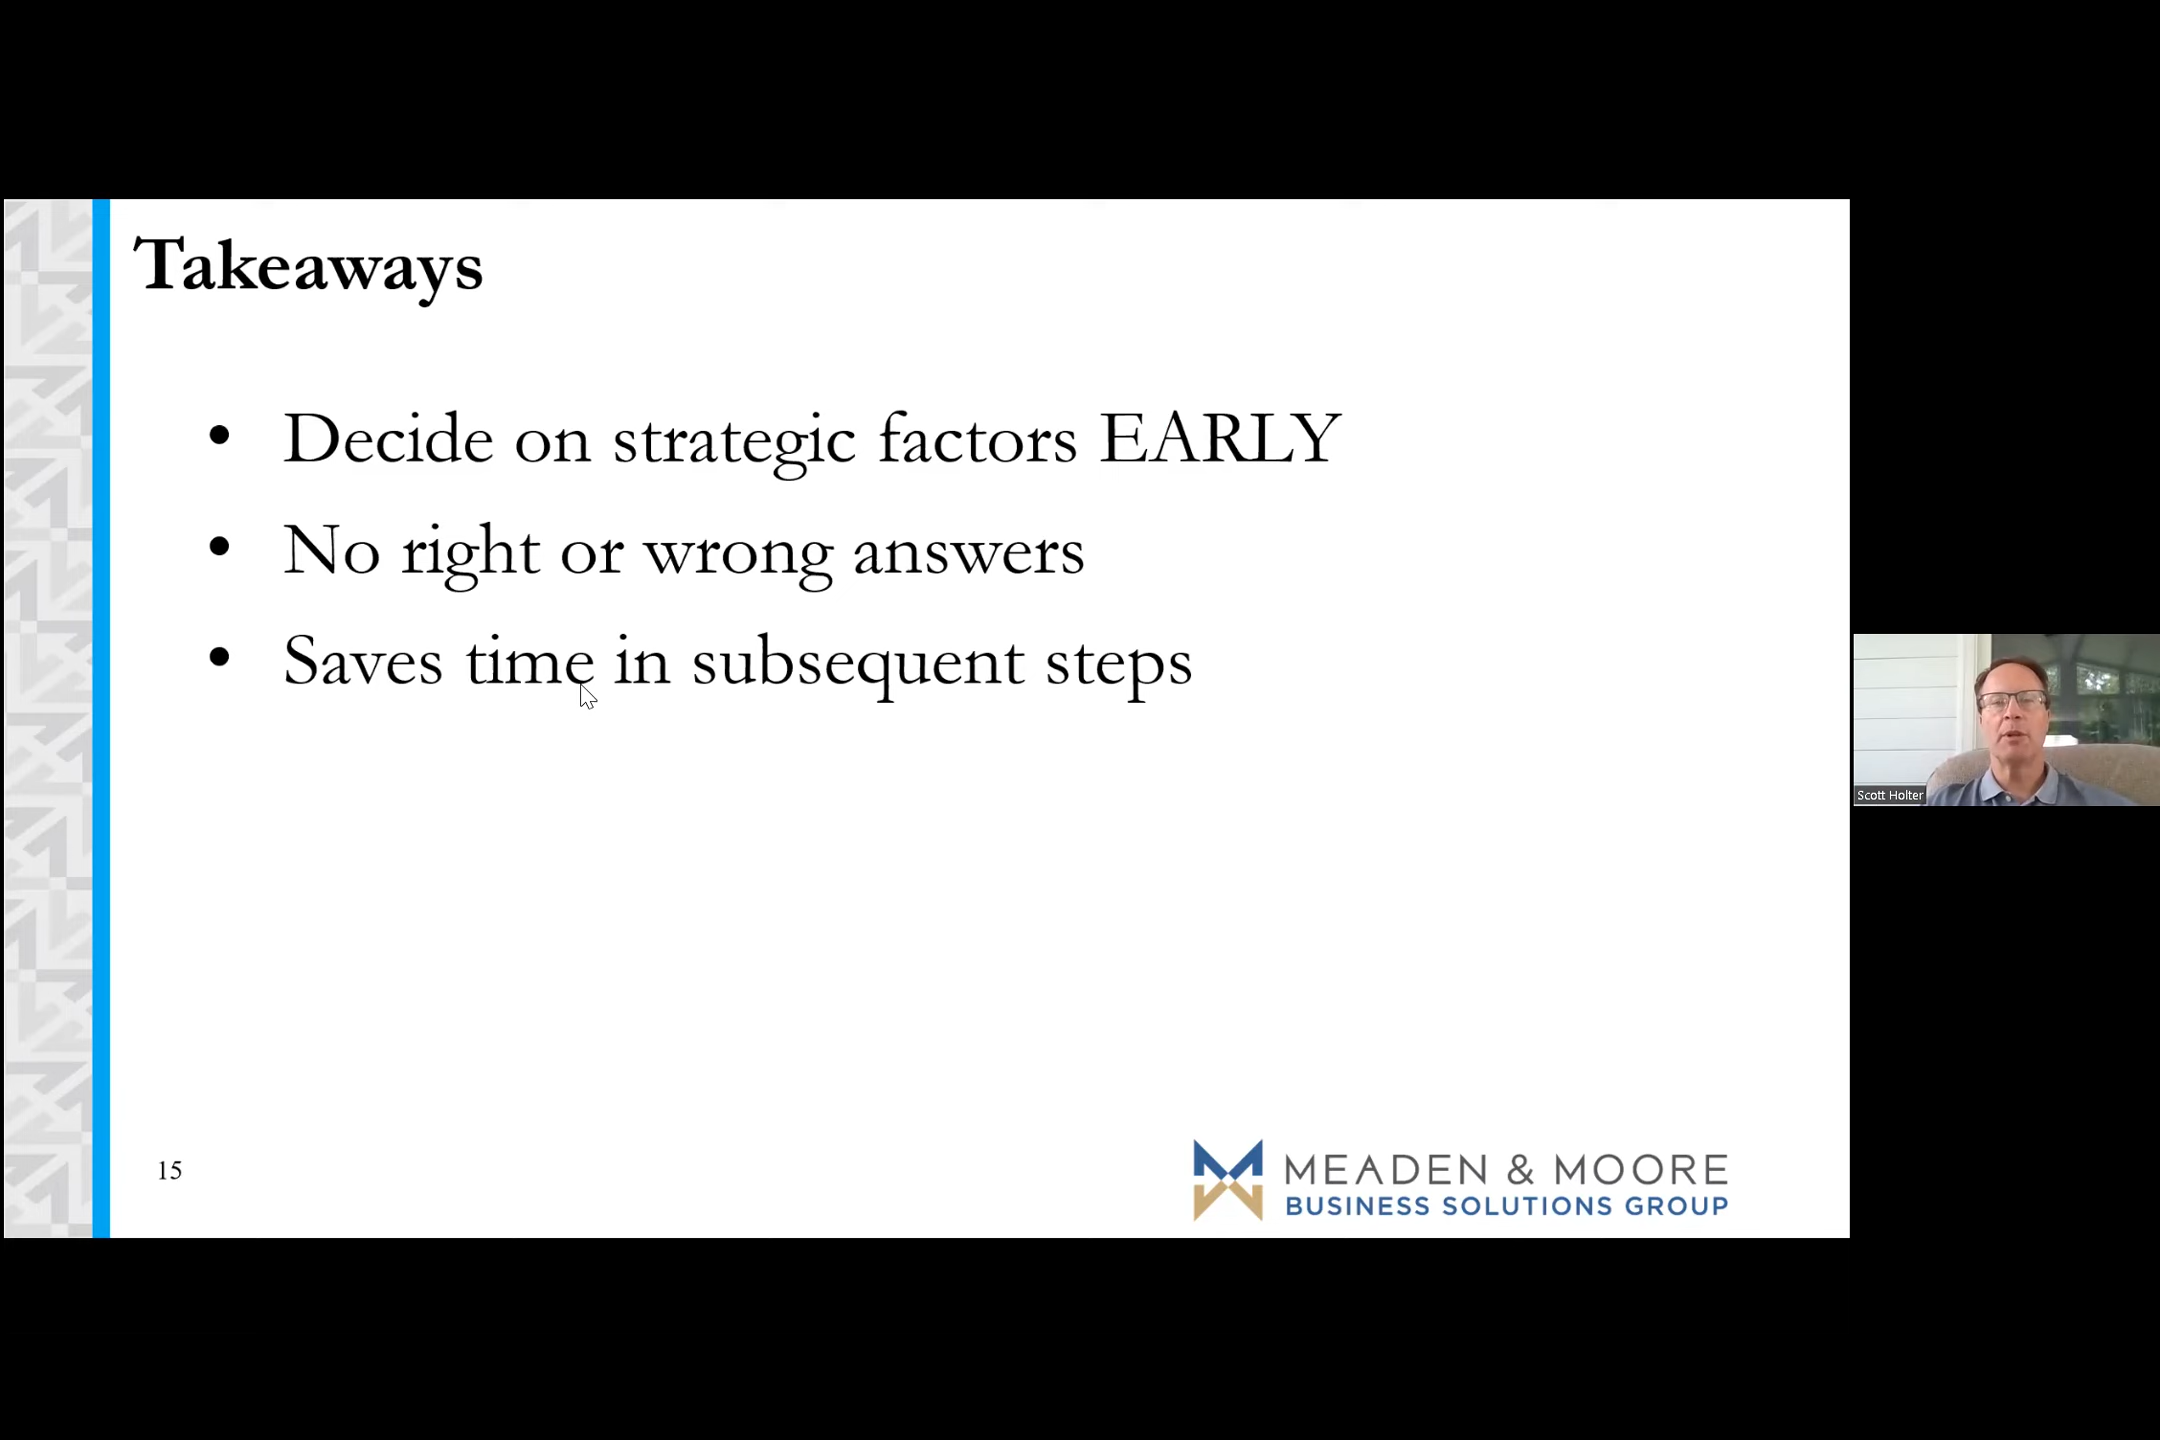 Takeaways
• Decide on strategic factors EARLY
• No right or wrong answers
• Saves time in subsequent steps
Scott Holter
15
MEADEN & MOORE
BUSINESS SOLUTIONS GROUP